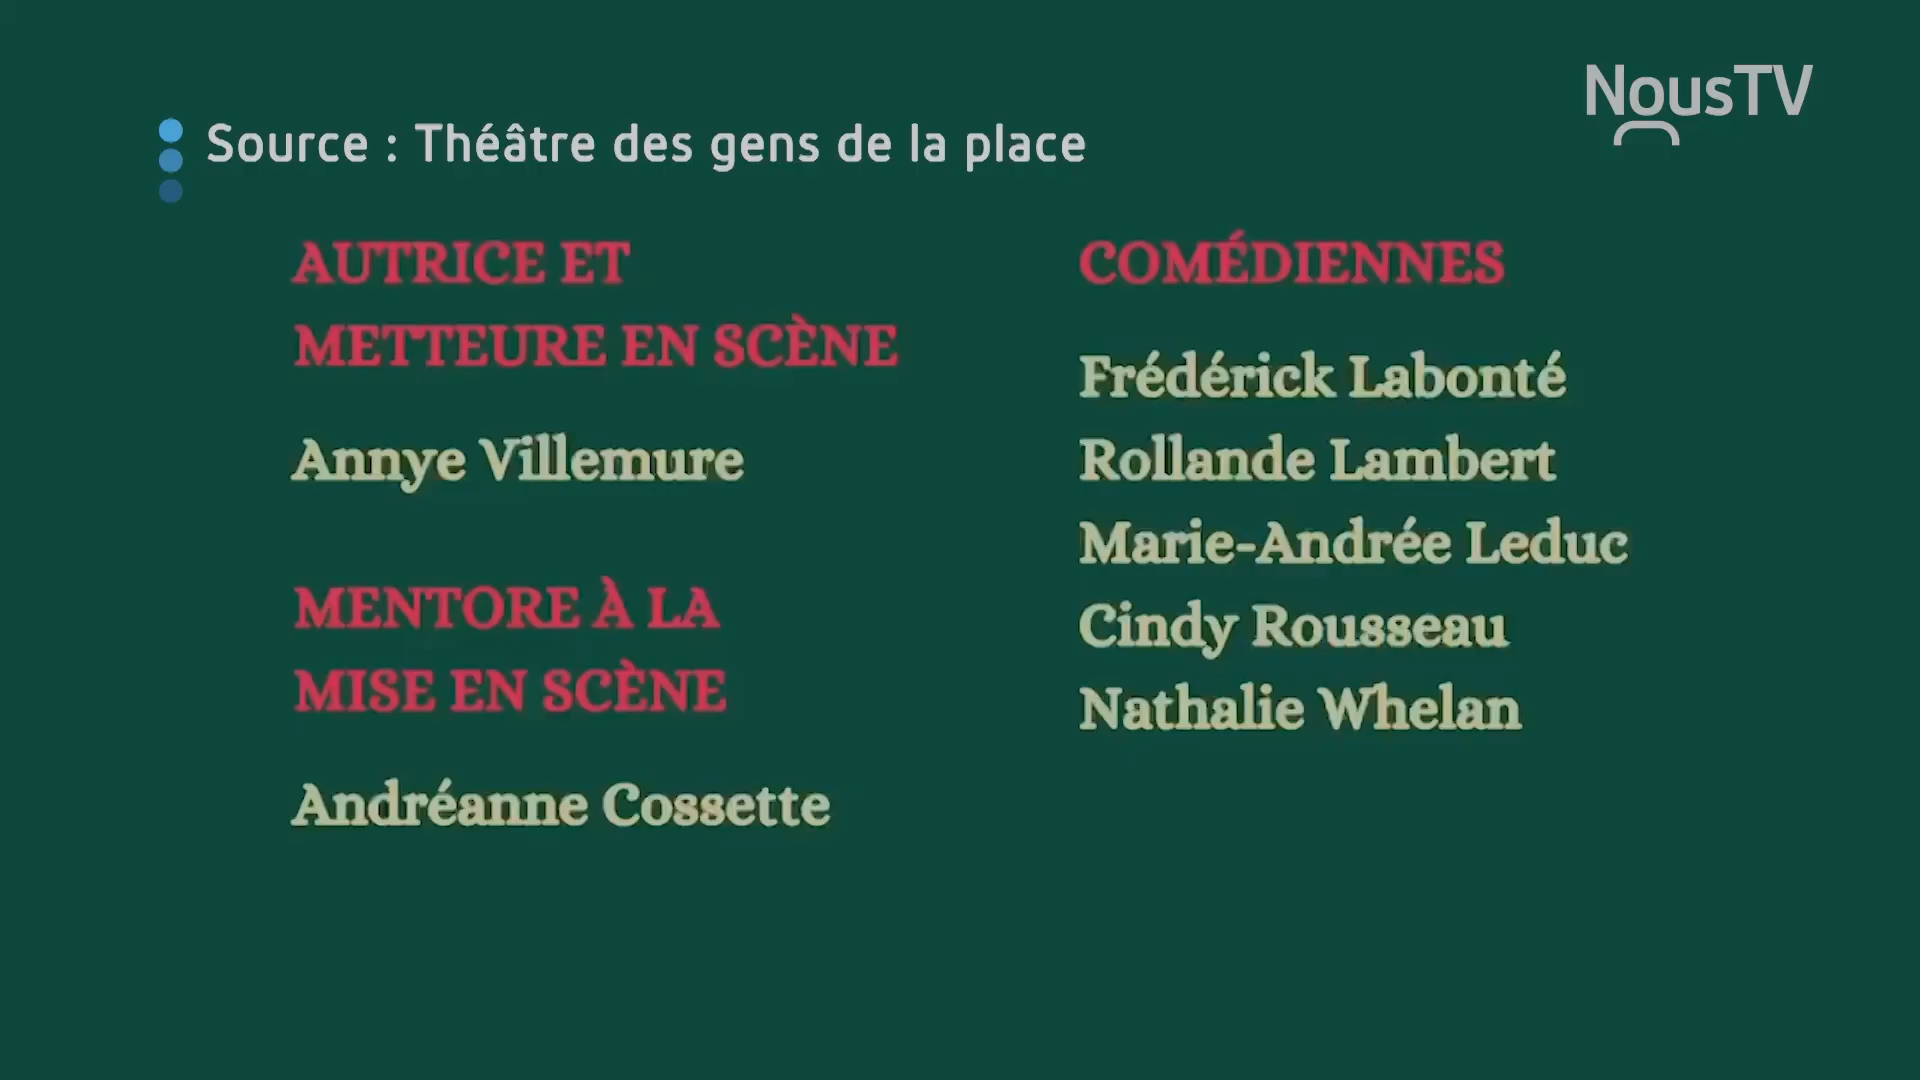 NousTV
Source : Théâtre des gens de la place
AUTRICE ET
METTEURE EN SCÈNE
Annye Villemure
MENTORE À LA
MISE EN SCÈNE
Andréanne Cossette
COMÉDIENNES
Frédérick Labonté
Rollande Lambert
Marie-Andrée Leduc
Cindy Rousseau
Nathalie Whelan